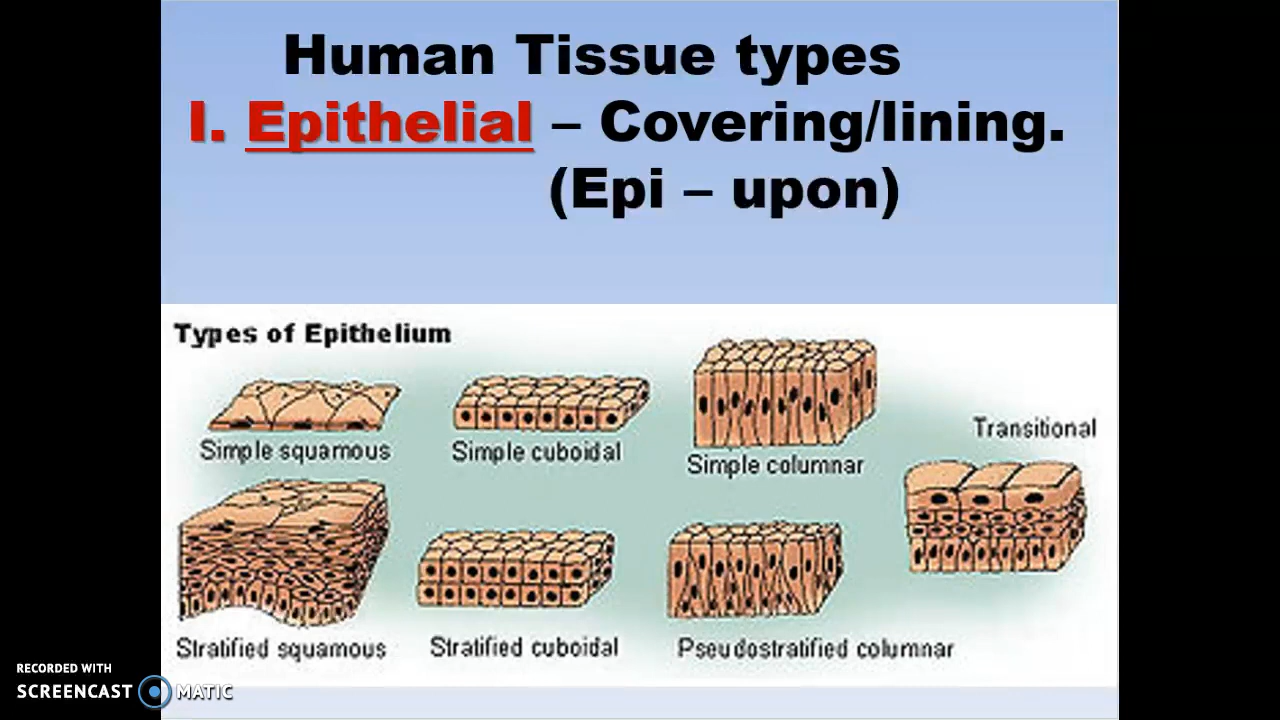 Human Tissue types
I. Epithelial – Covering/lining.
(Epi – upon)
Types of Epithelium
Simple squamous
Simple cuboidal
Simple columnar
Transitional
Stratified squamous
Stratified cuboidal
Pseudostratified columnar
RECORDED WITH
SCREENCAST MATIC